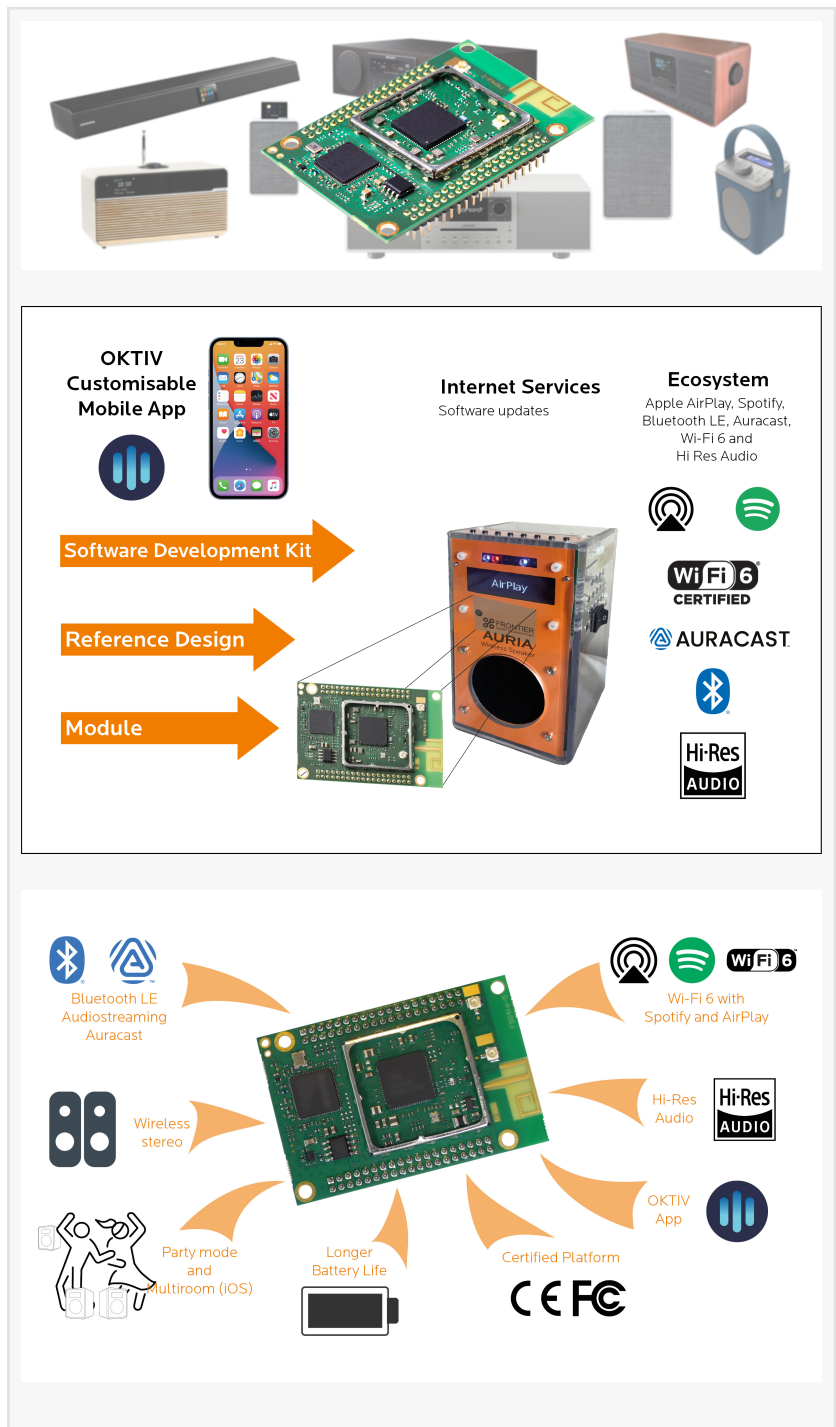 OKTIV
Customisable
Mobile App
Internet Services
Software updates
Ecosystem
Apple AirPlay, Spotify,
Bluetooth LE, Auracast,
Wi-Fi 6 and
Hi Res Audio
Software Development Kit
Reference Design
Module
AirPlay
FRONTIER
AURIA
Wireless Speaker
Wi Fi 6
CERTIFIED
AURACAST
Hi-Res
AUDIO
Bluetooth LE
Audiostreaming
Auracast
Wi Fi 6
Wi-Fi 6 with
Spotify and AirPlay
Wireless
stereo
Hi-Res
Audio
Hi-Res
AUDIO
OKTIV
App
Party mode
and
Multiroom (iOS)
Longer
Battery Life
Certified Platform
CE FC